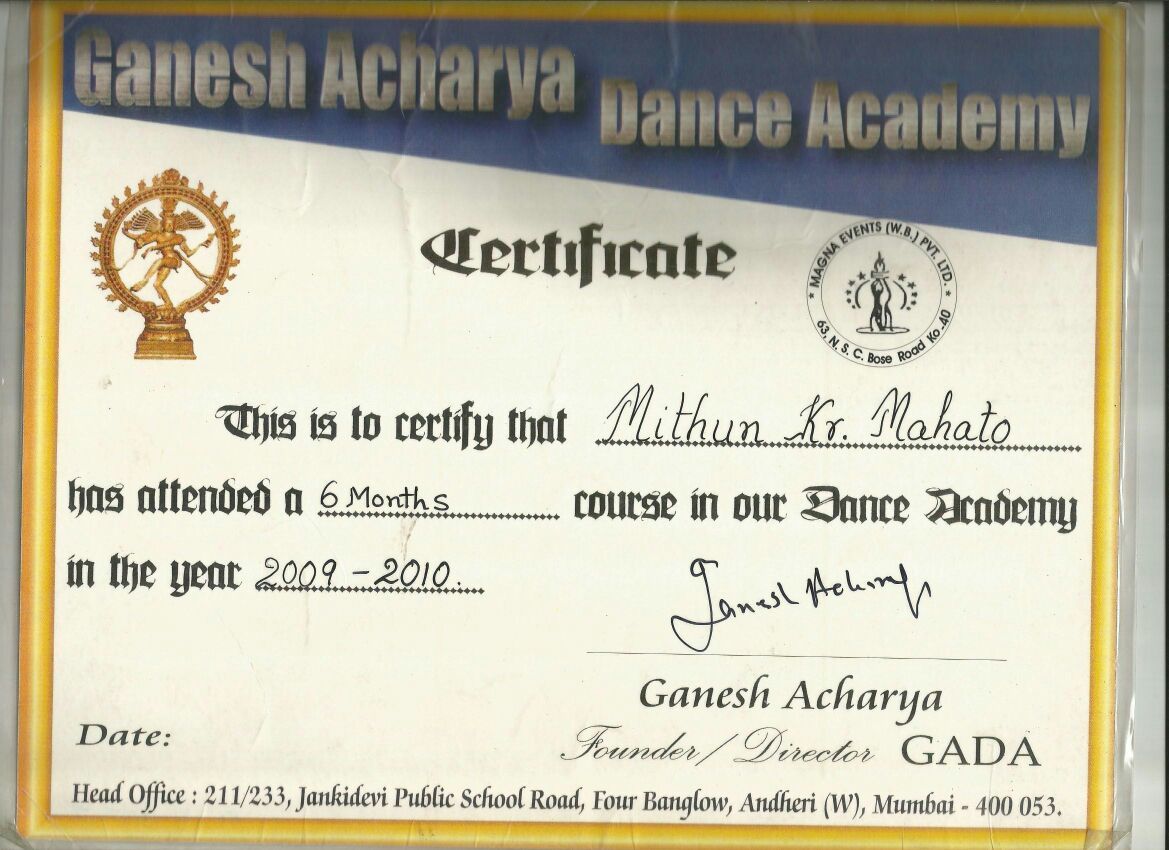 Ganesh Acharya
Dance Academy
Certificate
* MAGNA EVENTS (W.B.) PVT. LTD. *
63, N. S. C. Bose Road Ko.-40
This is to certify that Mithun Kr. Mahato
has attended a 6 Months course in our Dance Academy
in the year 2009 - 2010.
Ganesh Acharya
Ganesh Acharya
Founder / Director GADA
Date:
Head Office : 211/233, Jankidevi Public School Road, Four Banglow, Andheri (W), Mumbai - 400 053.